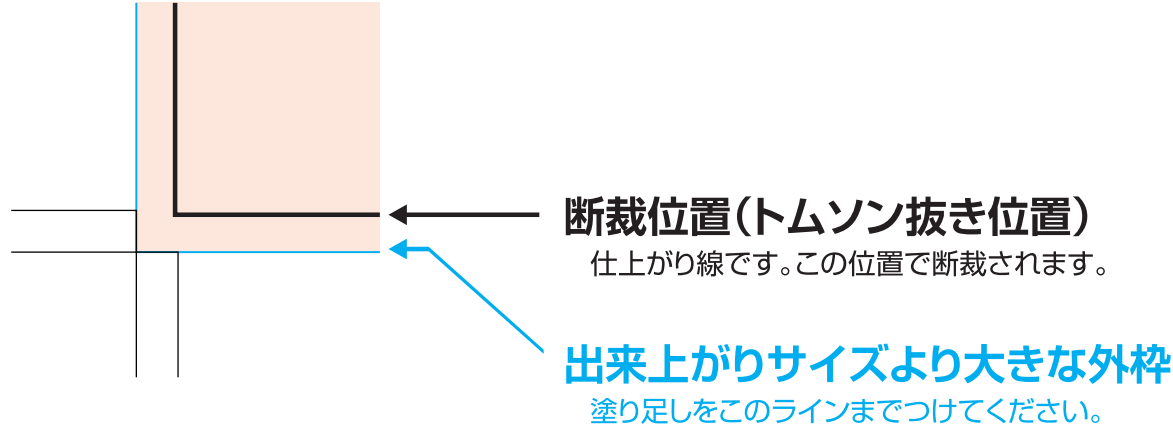 断裁位置（トムソン抜き位置）
仕上がり線です。この位置で断裁されます。
出来上がりサイズより大きな外枠
塗り足しをこのラインまでつけてください。